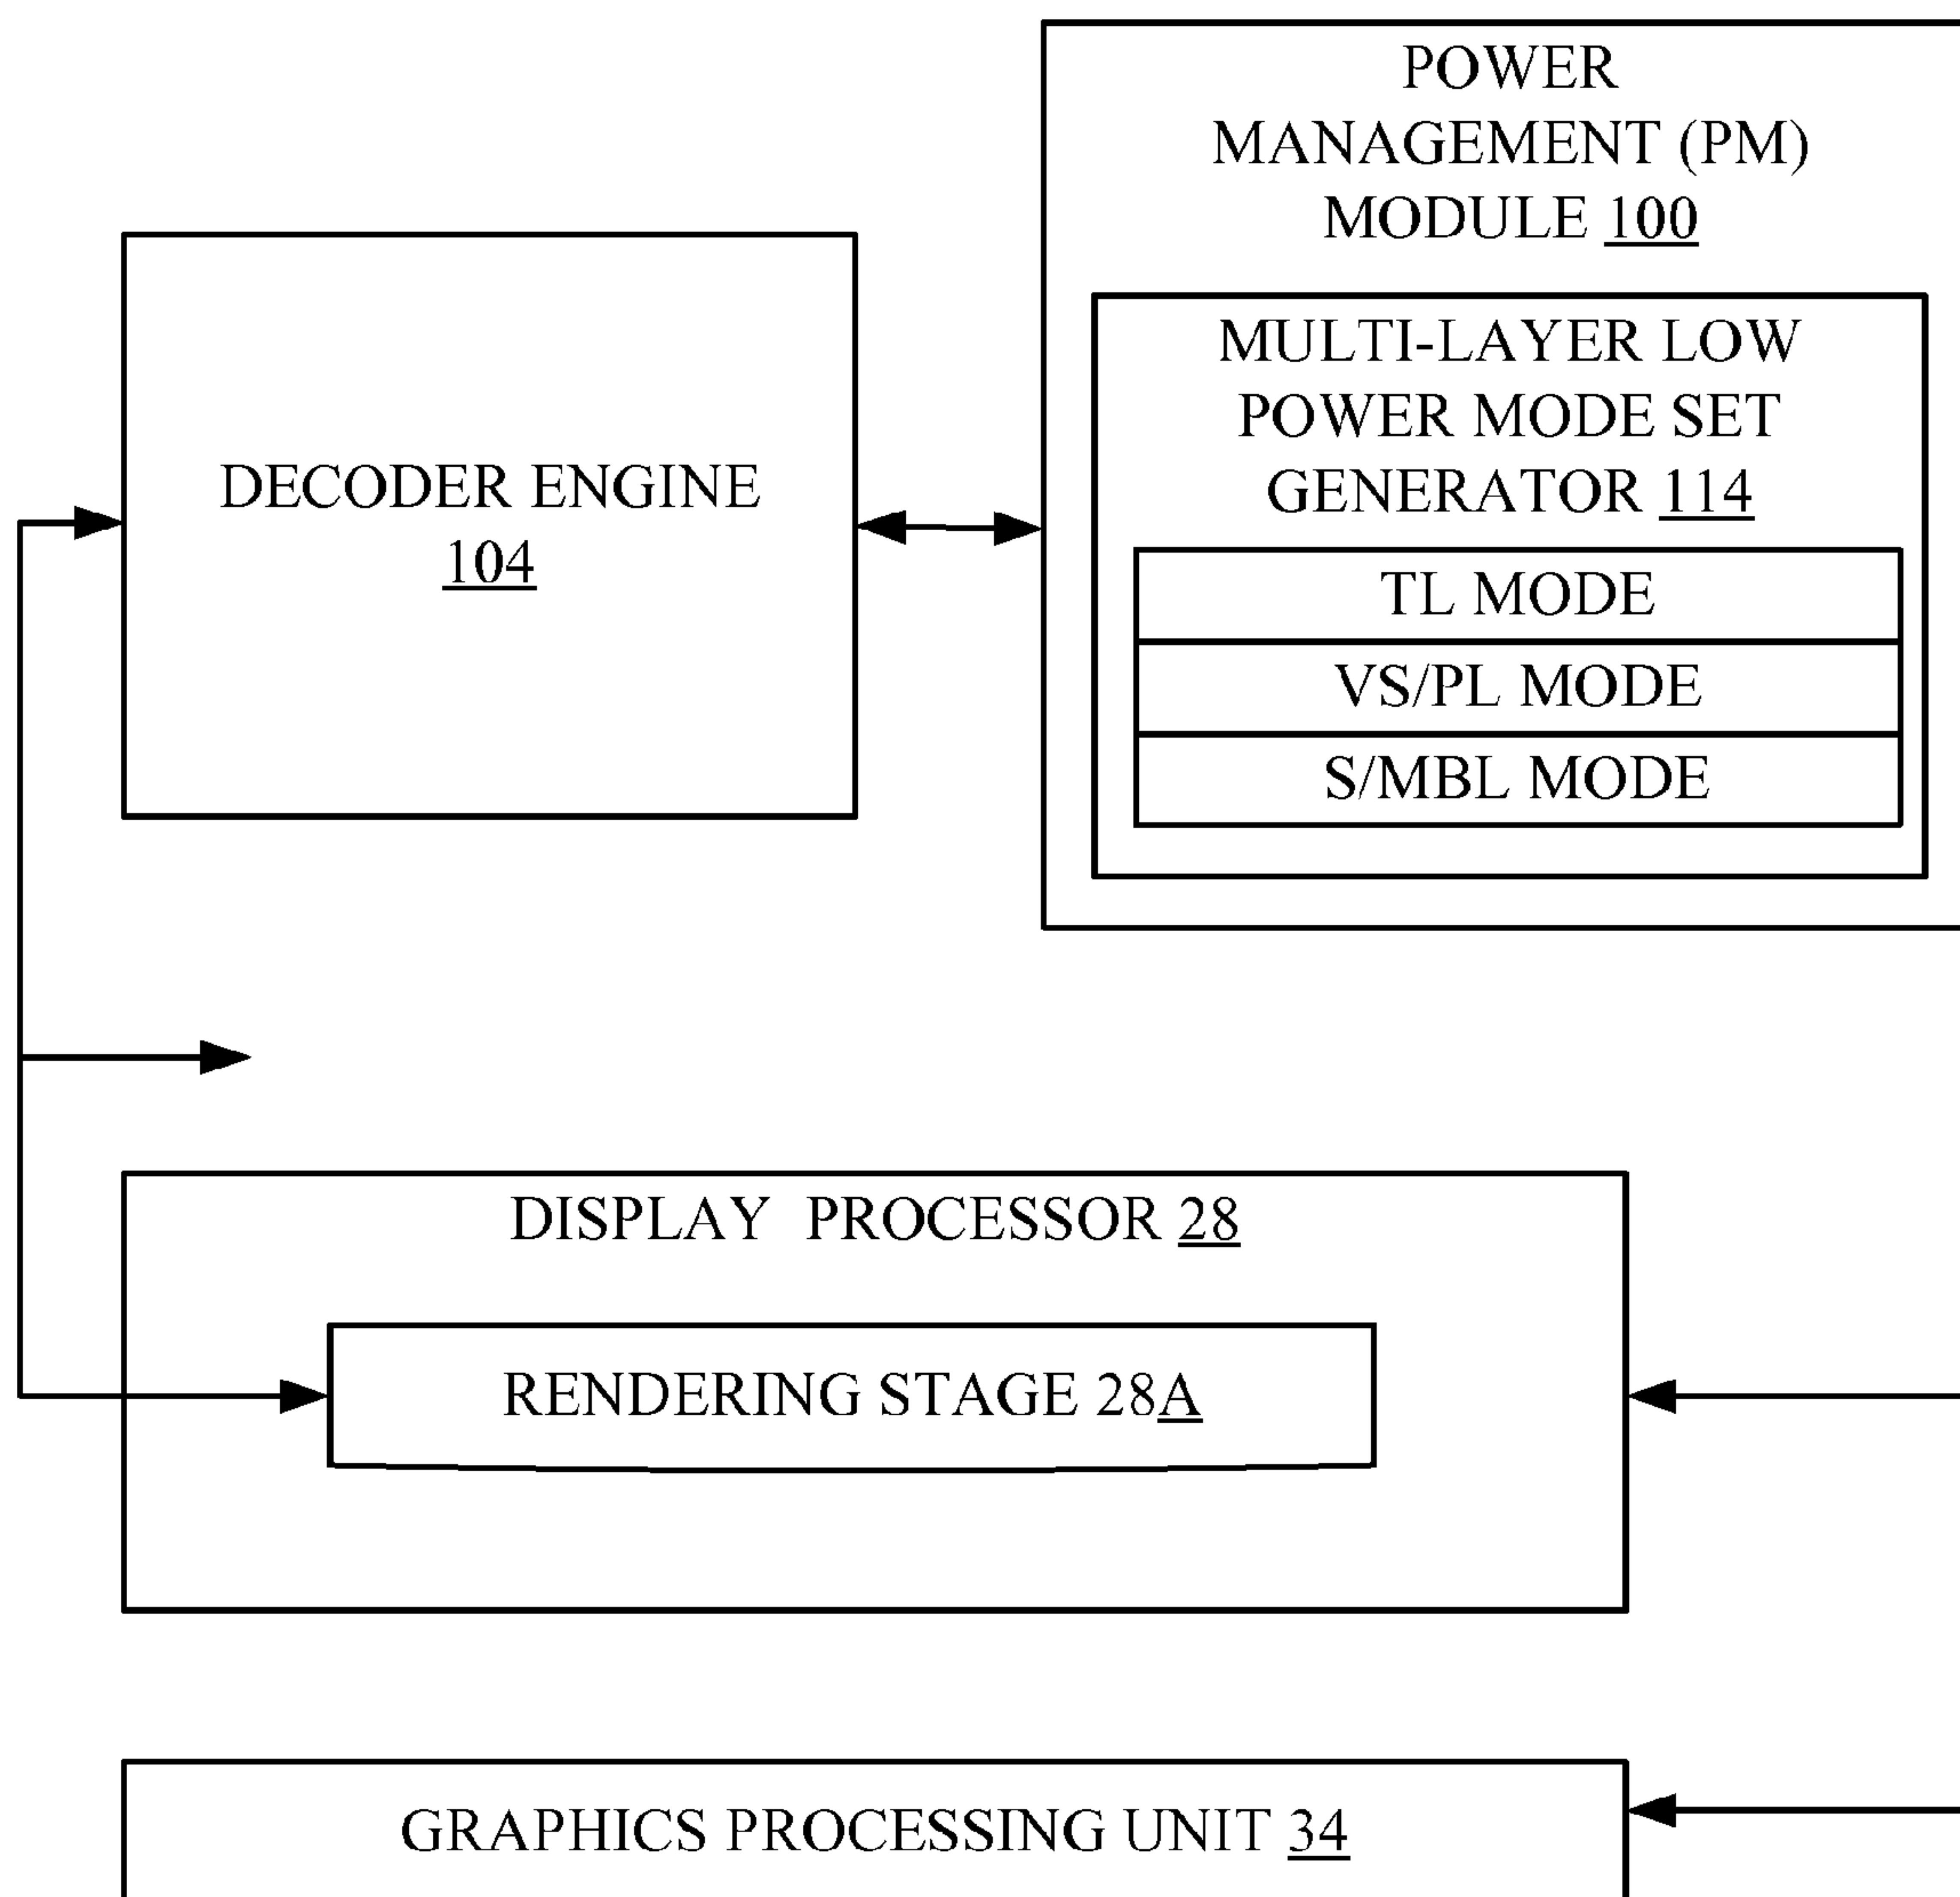 POWER
MANAGEMENT (PM)
MODULE 100
MULTI-LAYER LOW
POWER MODE SET
GENERATOR 114
TL MODE
VS/PL MODE
S/MBL MODE
DECODER ENGINE
104
DISPLAY PROCESSOR 28
RENDERING STAGE 28A
GRAPHICS PROCESSING UNIT 34